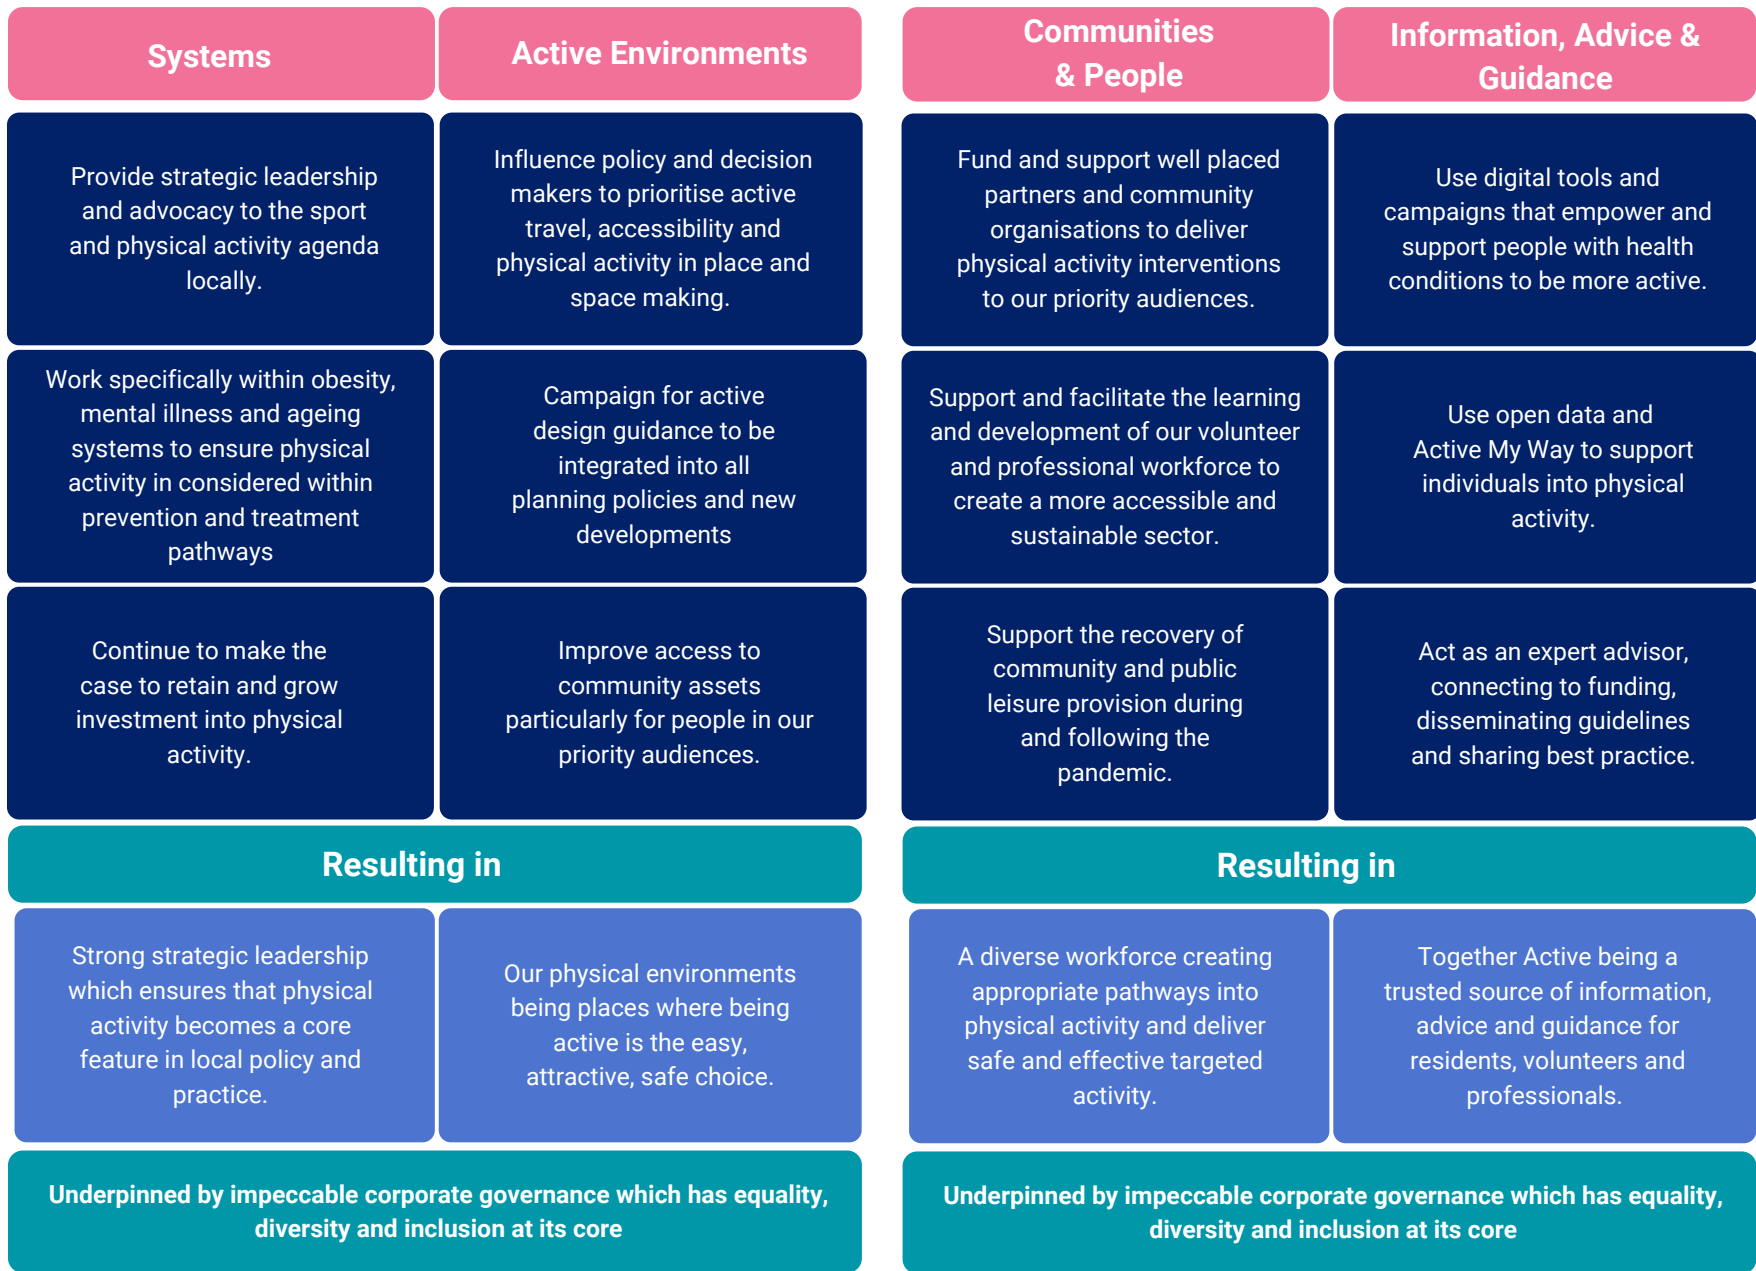 Systems
Provide strategic leadership
and advocacy to the sport
and physical activity agenda
locally.
Work specifically within obesity,
mental illness and ageing
systems to ensure physical
activity in considered within
prevention and treatment
pathways
Continue to make the
case to retain and grow
investment into physical
activity.
Active Environments
Influence policy and decision
makers to prioritise active
travel, accessibility and
physical activity in place and
space making.
Campaign for active
design guidance to be
integrated into all
planning policies and new
developments
Improve access to
community assets
particularly for people in our
priority audiences.
Resulting in
Strong strategic leadership
which ensures that physical
activity becomes a core
feature in local policy and
practice.
Our physical environments
being places where being
active is the easy,
attractive, safe choice.
Underpinned by impeccable corporate governance which has equality,
diversity and inclusion at its core
Communities
& People
Fund and support well placed
partners and community
organisations to deliver
physical activity interventions
to our priority audiences.
Support and facilitate the learning
and development of our volunteer
and professional workforce to
create a more accessible and
sustainable sector.
Support the recovery of
community and public
leisure provision during
and following the
pandemic.
Information, Advice &
Guidance
Use digital tools and
campaigns that empower and
support people with health
conditions to be more active.
Use open data and
Active My Way to support
individuals into physical
activity.
Act as an expert advisor,
connecting to funding,
disseminating guidelines
and sharing best practice.
Resulting in
A diverse workforce creating
appropriate pathways into
physical activity and deliver
safe and effective targeted
activity.
Together Active being a
trusted source of information,
advice and guidance for
residents, volunteers and
professionals.
Underpinned by impeccable corporate governance which has equality,
diversity and inclusion at its core